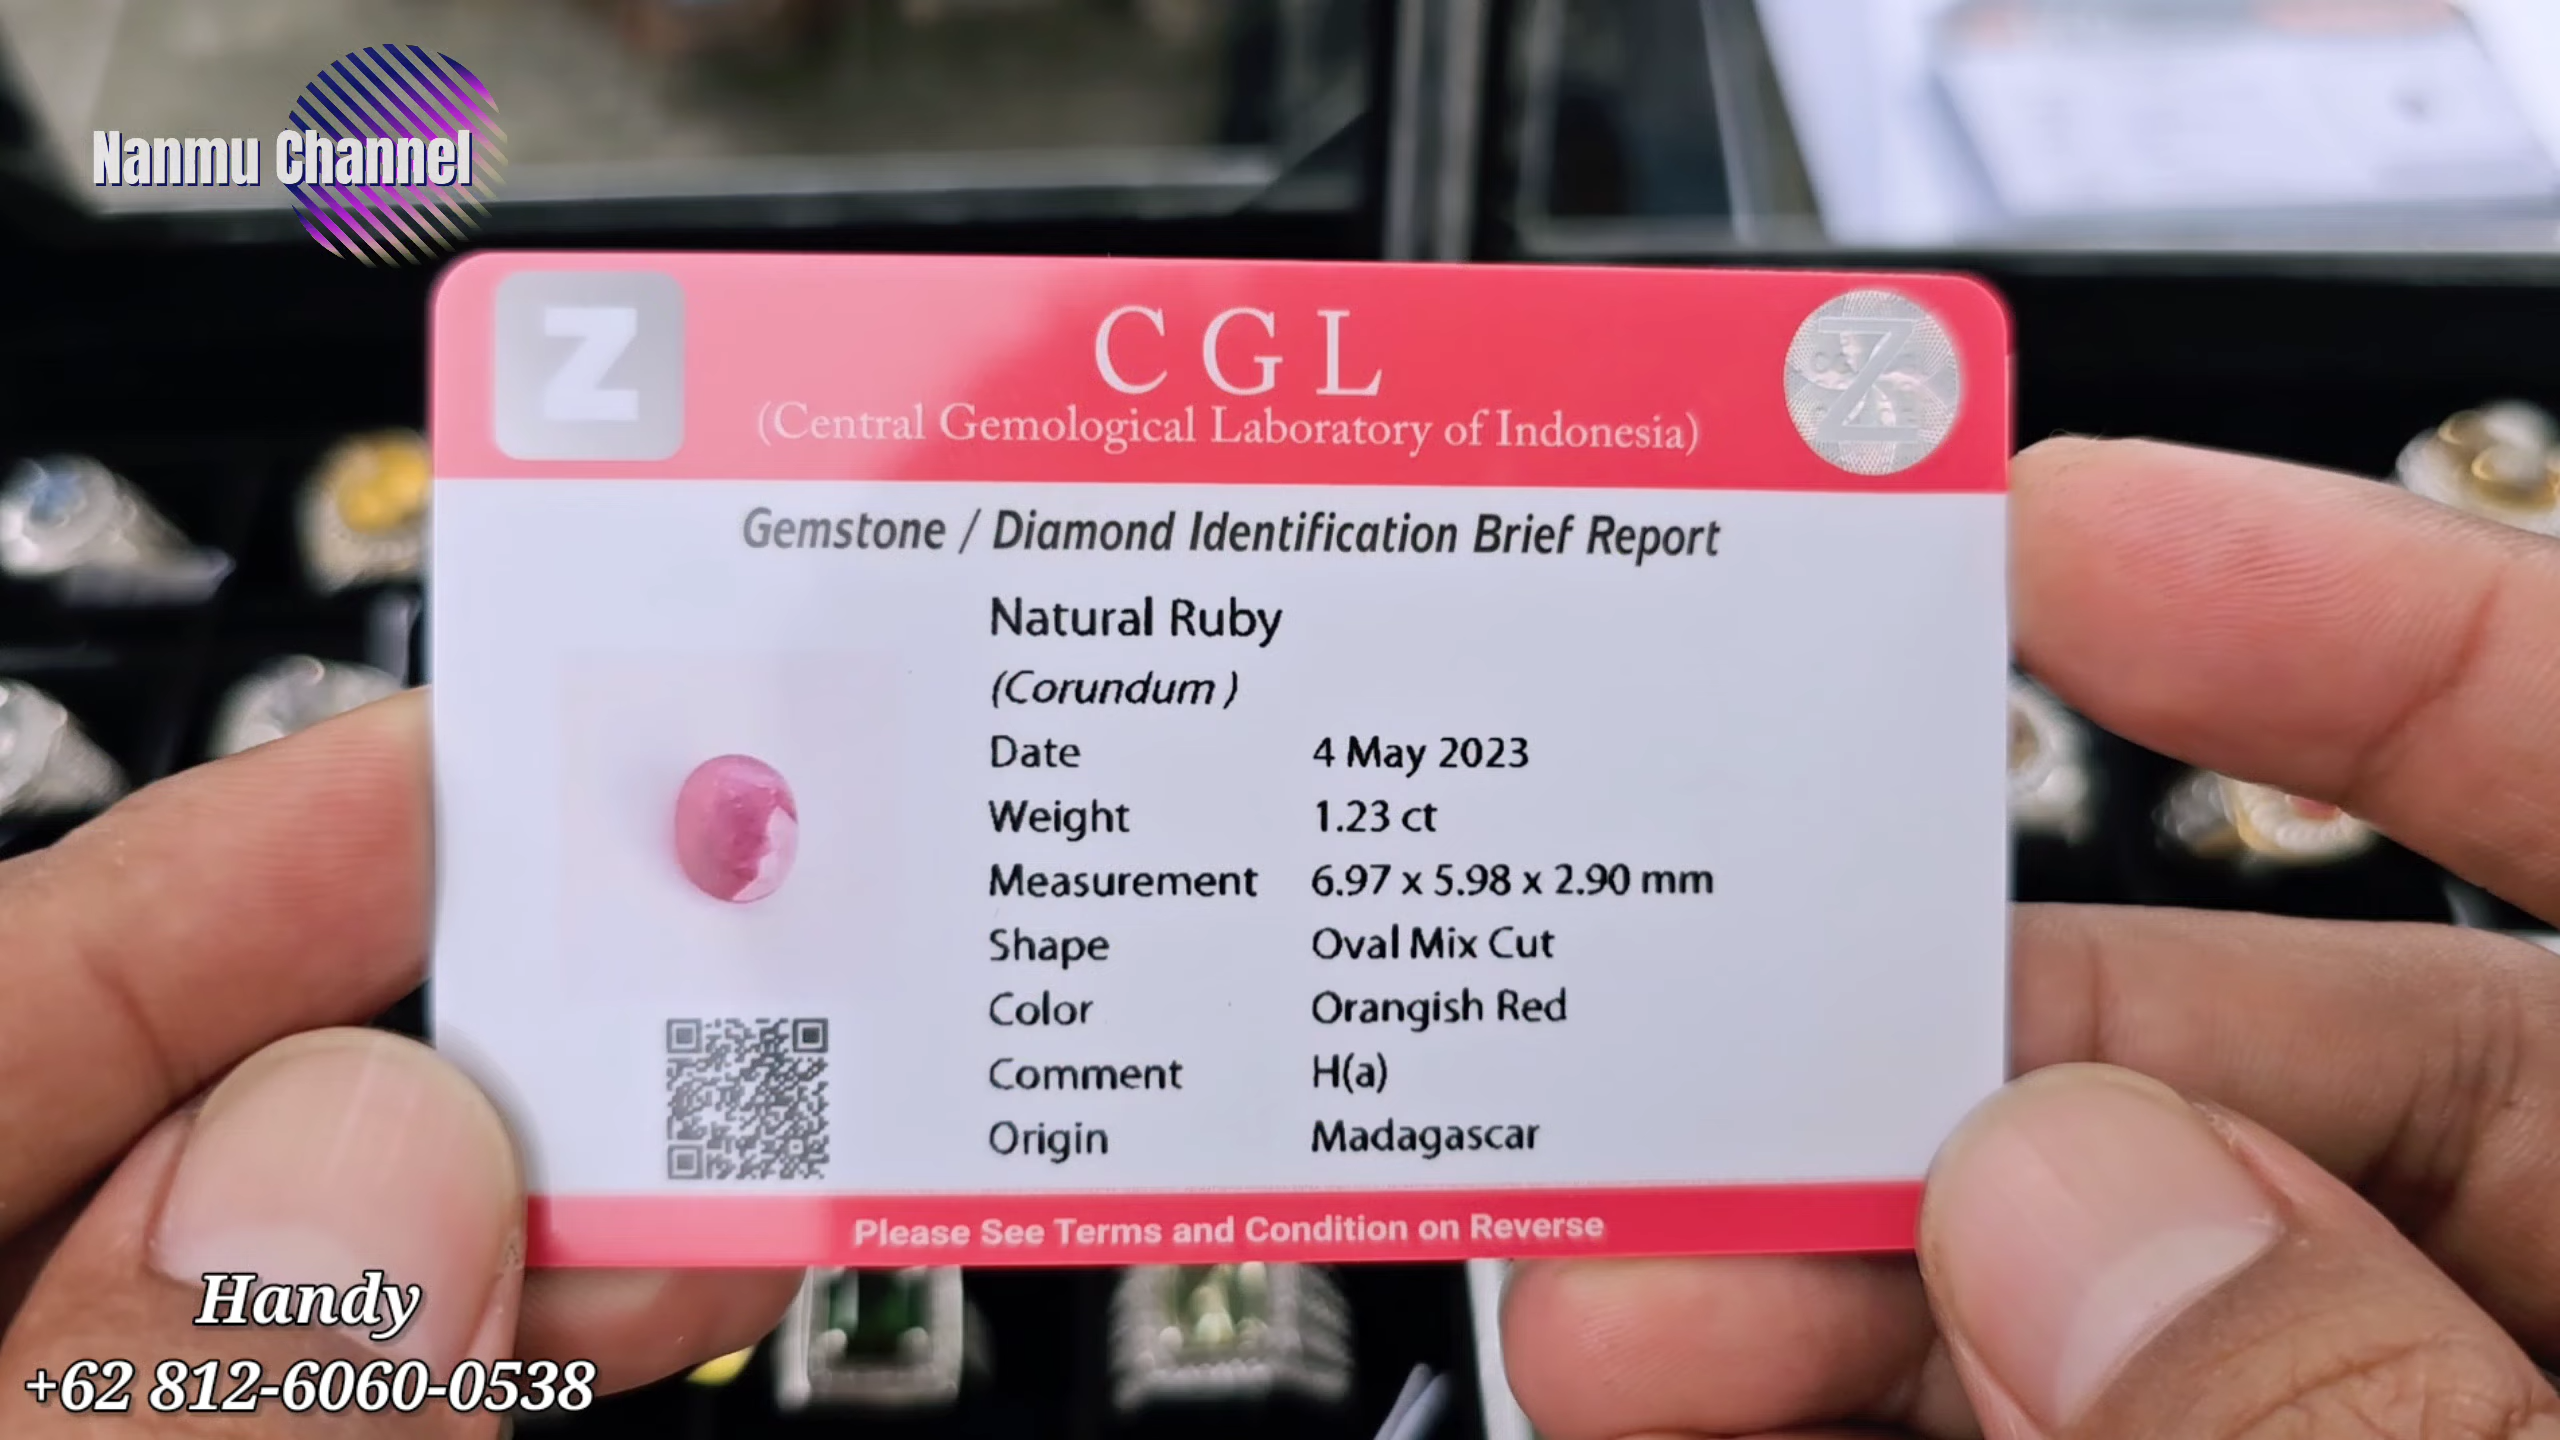 Nanmu Channel
Z
C G L
(Central Gemological Laboratory of Indonesia)
Z
Gemstone / Diamond Identification Brief Report
Natural Ruby
(Corundum )
Date 4 May 2023
Weight 1.23 ct
Measurement 6.97 x 5.98 x 2.90 mm
Shape Oval Mix Cut
Color Orangish Red
Comment H(a)
Origin Madagascar
Please See Terms and Condition on Reverse
Handy
+62 812-6060-0538